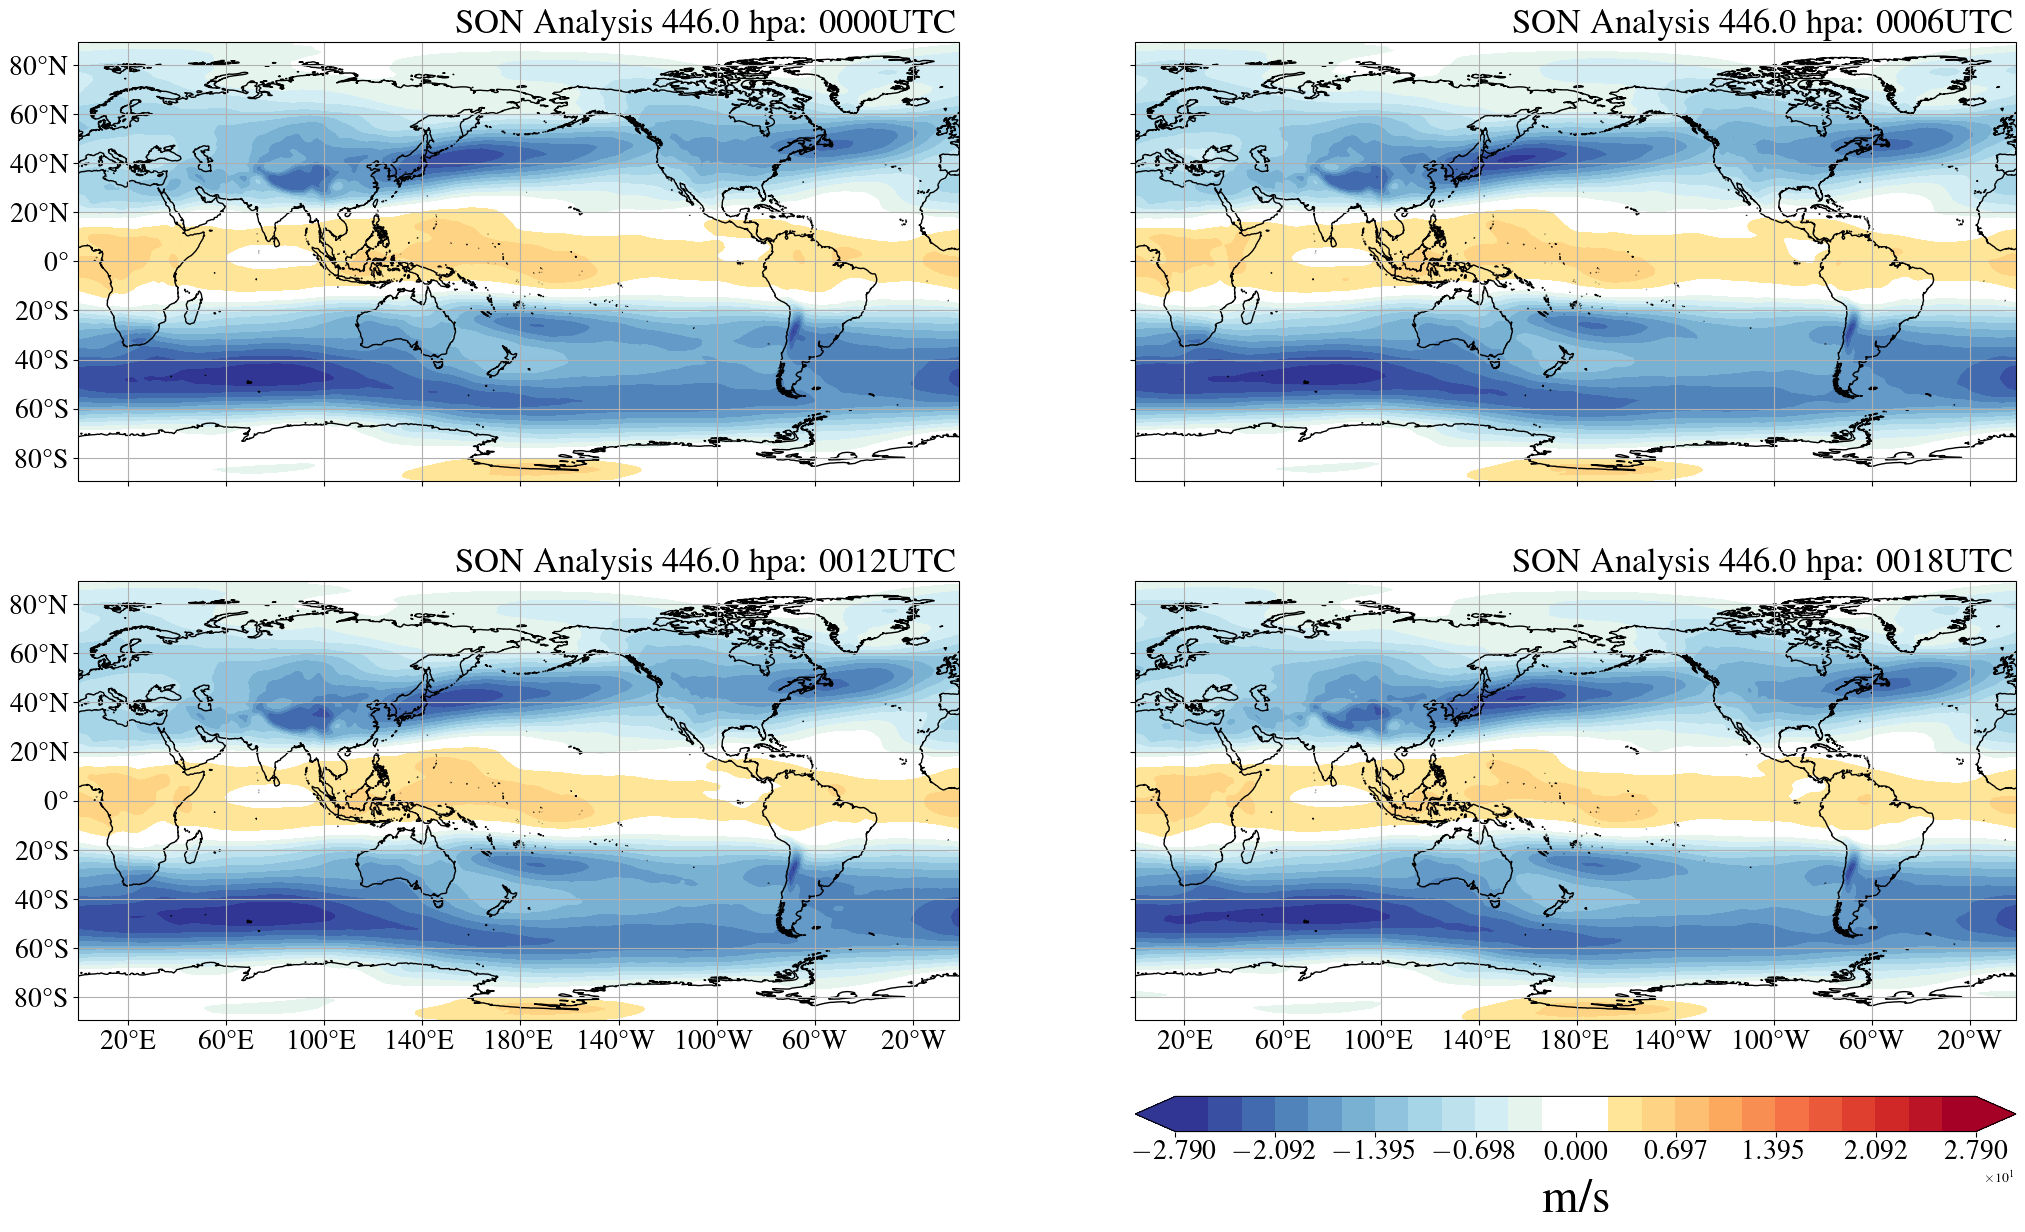 SON Analysis 446.0 hpa: 0000UTC
SON Analysis 446.0 hpa: 0006UTC
80°N
60°N
40°N
20°N
0°
20°S
40°S
60°S
80°S
SON Analysis 446.0 hpa: 0012UTC
SON Analysis 446.0 hpa: 0018UTC
80°N
60°N
40°N
20°N
0°
20°S
40°S
60°S
80°S
20°E 60°E 100°E 140°E 180°E 140°W 100°W 60°W 20°W
20°E 60°E 100°E 140°E 180°E 140°W 100°W 60°W 20°W
−2.790 −2.092 −1.395 −0.698 0.000 0.697 1.395 2.092 2.790
×10¹
m/s